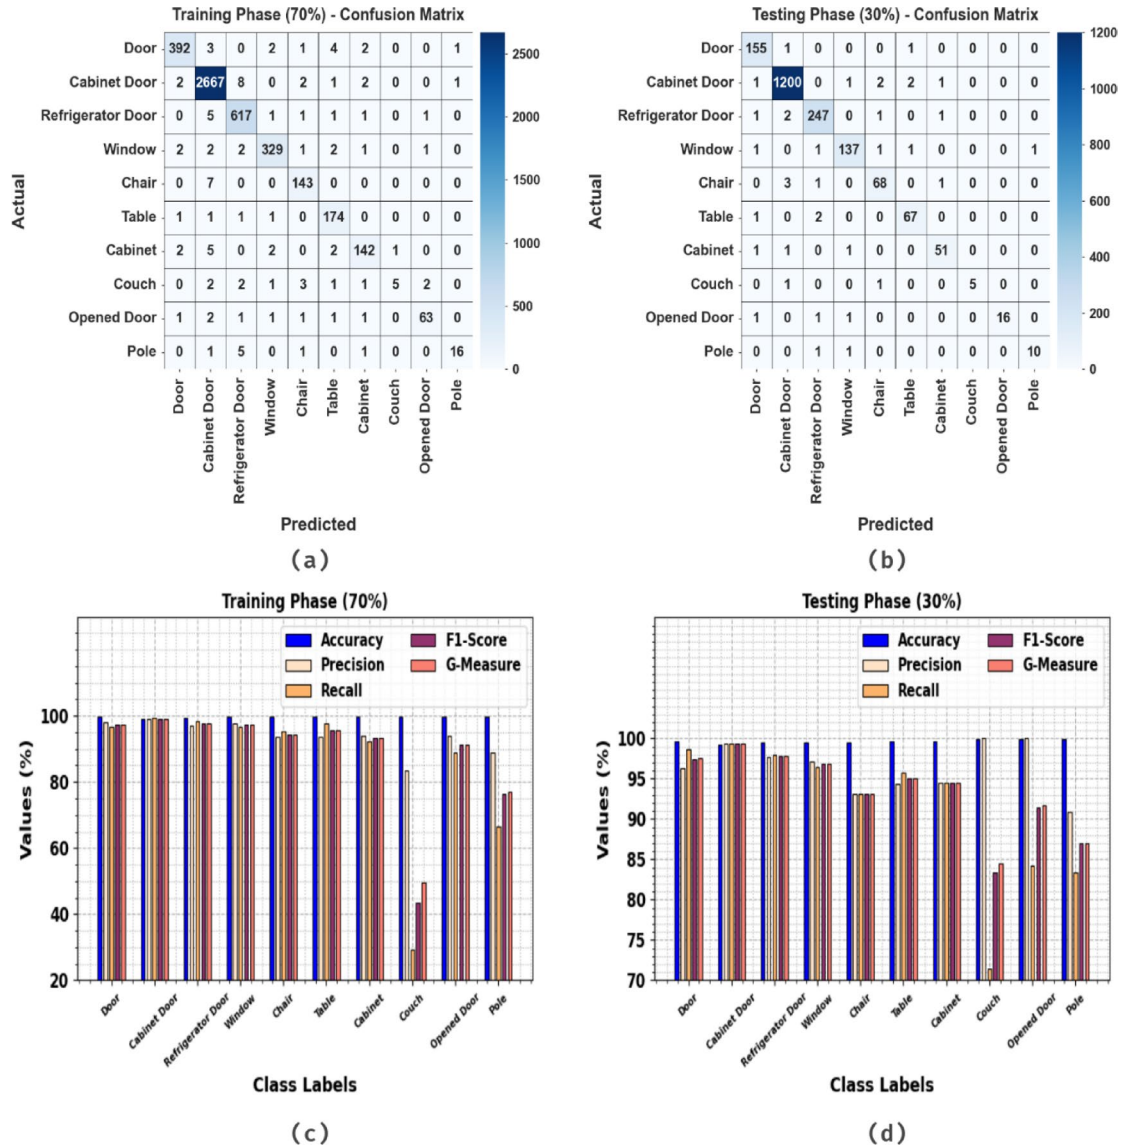 Training Phase (70%) - Confusion Matrix
Actual
Door 392 3 0 2 1 4 2 0 0 1
Cabinet Door 2 2667 8 0 2 1 2 0 0 1
Refrigerator Door 0 5 617 1 1 1 1 0 1 0
Window 2 2 2 329 1 2 1 0 1 0
Chair 0 7 0 0 143 0 0 0 0 0
Table 1 1 1 1 0 174 0 0 0 0
Cabinet 2 5 0 2 0 2 142 1 0 0
Couch 0 2 2 1 3 1 1 5 2 0
Opened Door 1 2 1 1 1 1 1 0 63 0
Pole 0 1 5 0 1 0 1 0 0 16
Door Cabinet Door Refrigerator Door Window Chair Table Cabinet Couch Opened Door Pole
Predicted
2500
2000
1500
1000
500
0
(a)
Testing Phase (30%) - Confusion Matrix
Actual
Door 155 1 0 0 0 1 0 0 0 0
Cabinet Door 1 1200 0 1 2 2 1 0 0 0
Refrigerator Door 1 2 247 0 1 0 1 0 0 0
Window 1 0 1 137 1 1 0 0 0 1
Chair 0 3 1 0 68 0 1 0 0 0
Table 1 0 2 0 0 67 0 0 0 0
Cabinet 1 1 0 1 0 0 51 0 0 0
Couch 0 1 0 0 1 0 0 5 0 0
Opened Door 1 0 1 1 0 0 0 0 16 0
Pole 0 0 1 1 0 0 0 0 0 10
Door Cabinet Door Refrigerator Door Window Chair Table Cabinet Couch Opened Door Pole
Predicted
1200
1000
800
600
400
200
0
(b)
Training Phase (70%)
Accuracy F1-Score
Precision G-Measure
Recall
Values (%)
100
80
60
40
20
Door Cabinet Door Refrigerator Door Window Chair Table Cabinet Couch Opened Door Pole
Class Labels
(c)
Testing Phase (30%)
Accuracy F1-Score
Precision G-Measure
Recall
Values (%)
100
95
90
85
80
75
70
Door Cabinet Door Refrigerator Door Window Chair Table Cabinet Couch Opened Door Pole
Class Labels
(d)